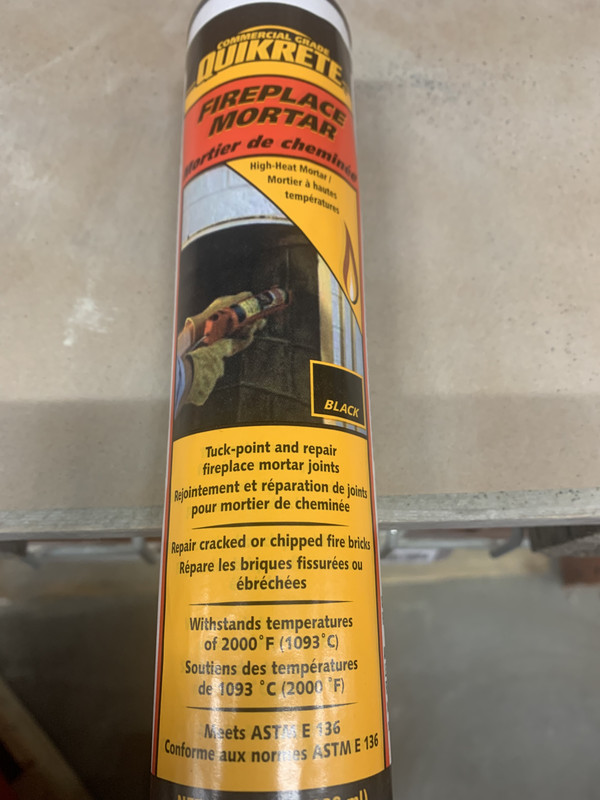 COMMERCIAL GRADE
QUIKRETE
FIREPLACE
MORTAR
Mortier de cheminée
High-Heat Mortar /
Mortier à hautes
températures
BLACK
Tuck-point and repair
fireplace mortar joints
Rejointement et réparation de joints
pour mortier de cheminée
Repair cracked or chipped fire bricks
Répare les briques fissurées ou
ébréchées
Withstands temperatures
of 2000˚F (1093˚C)
Soutiens des températures
de 1093 ˚C (2000 ˚F)
Meets ASTM E 136
Conforme aux normes ASTM E 136